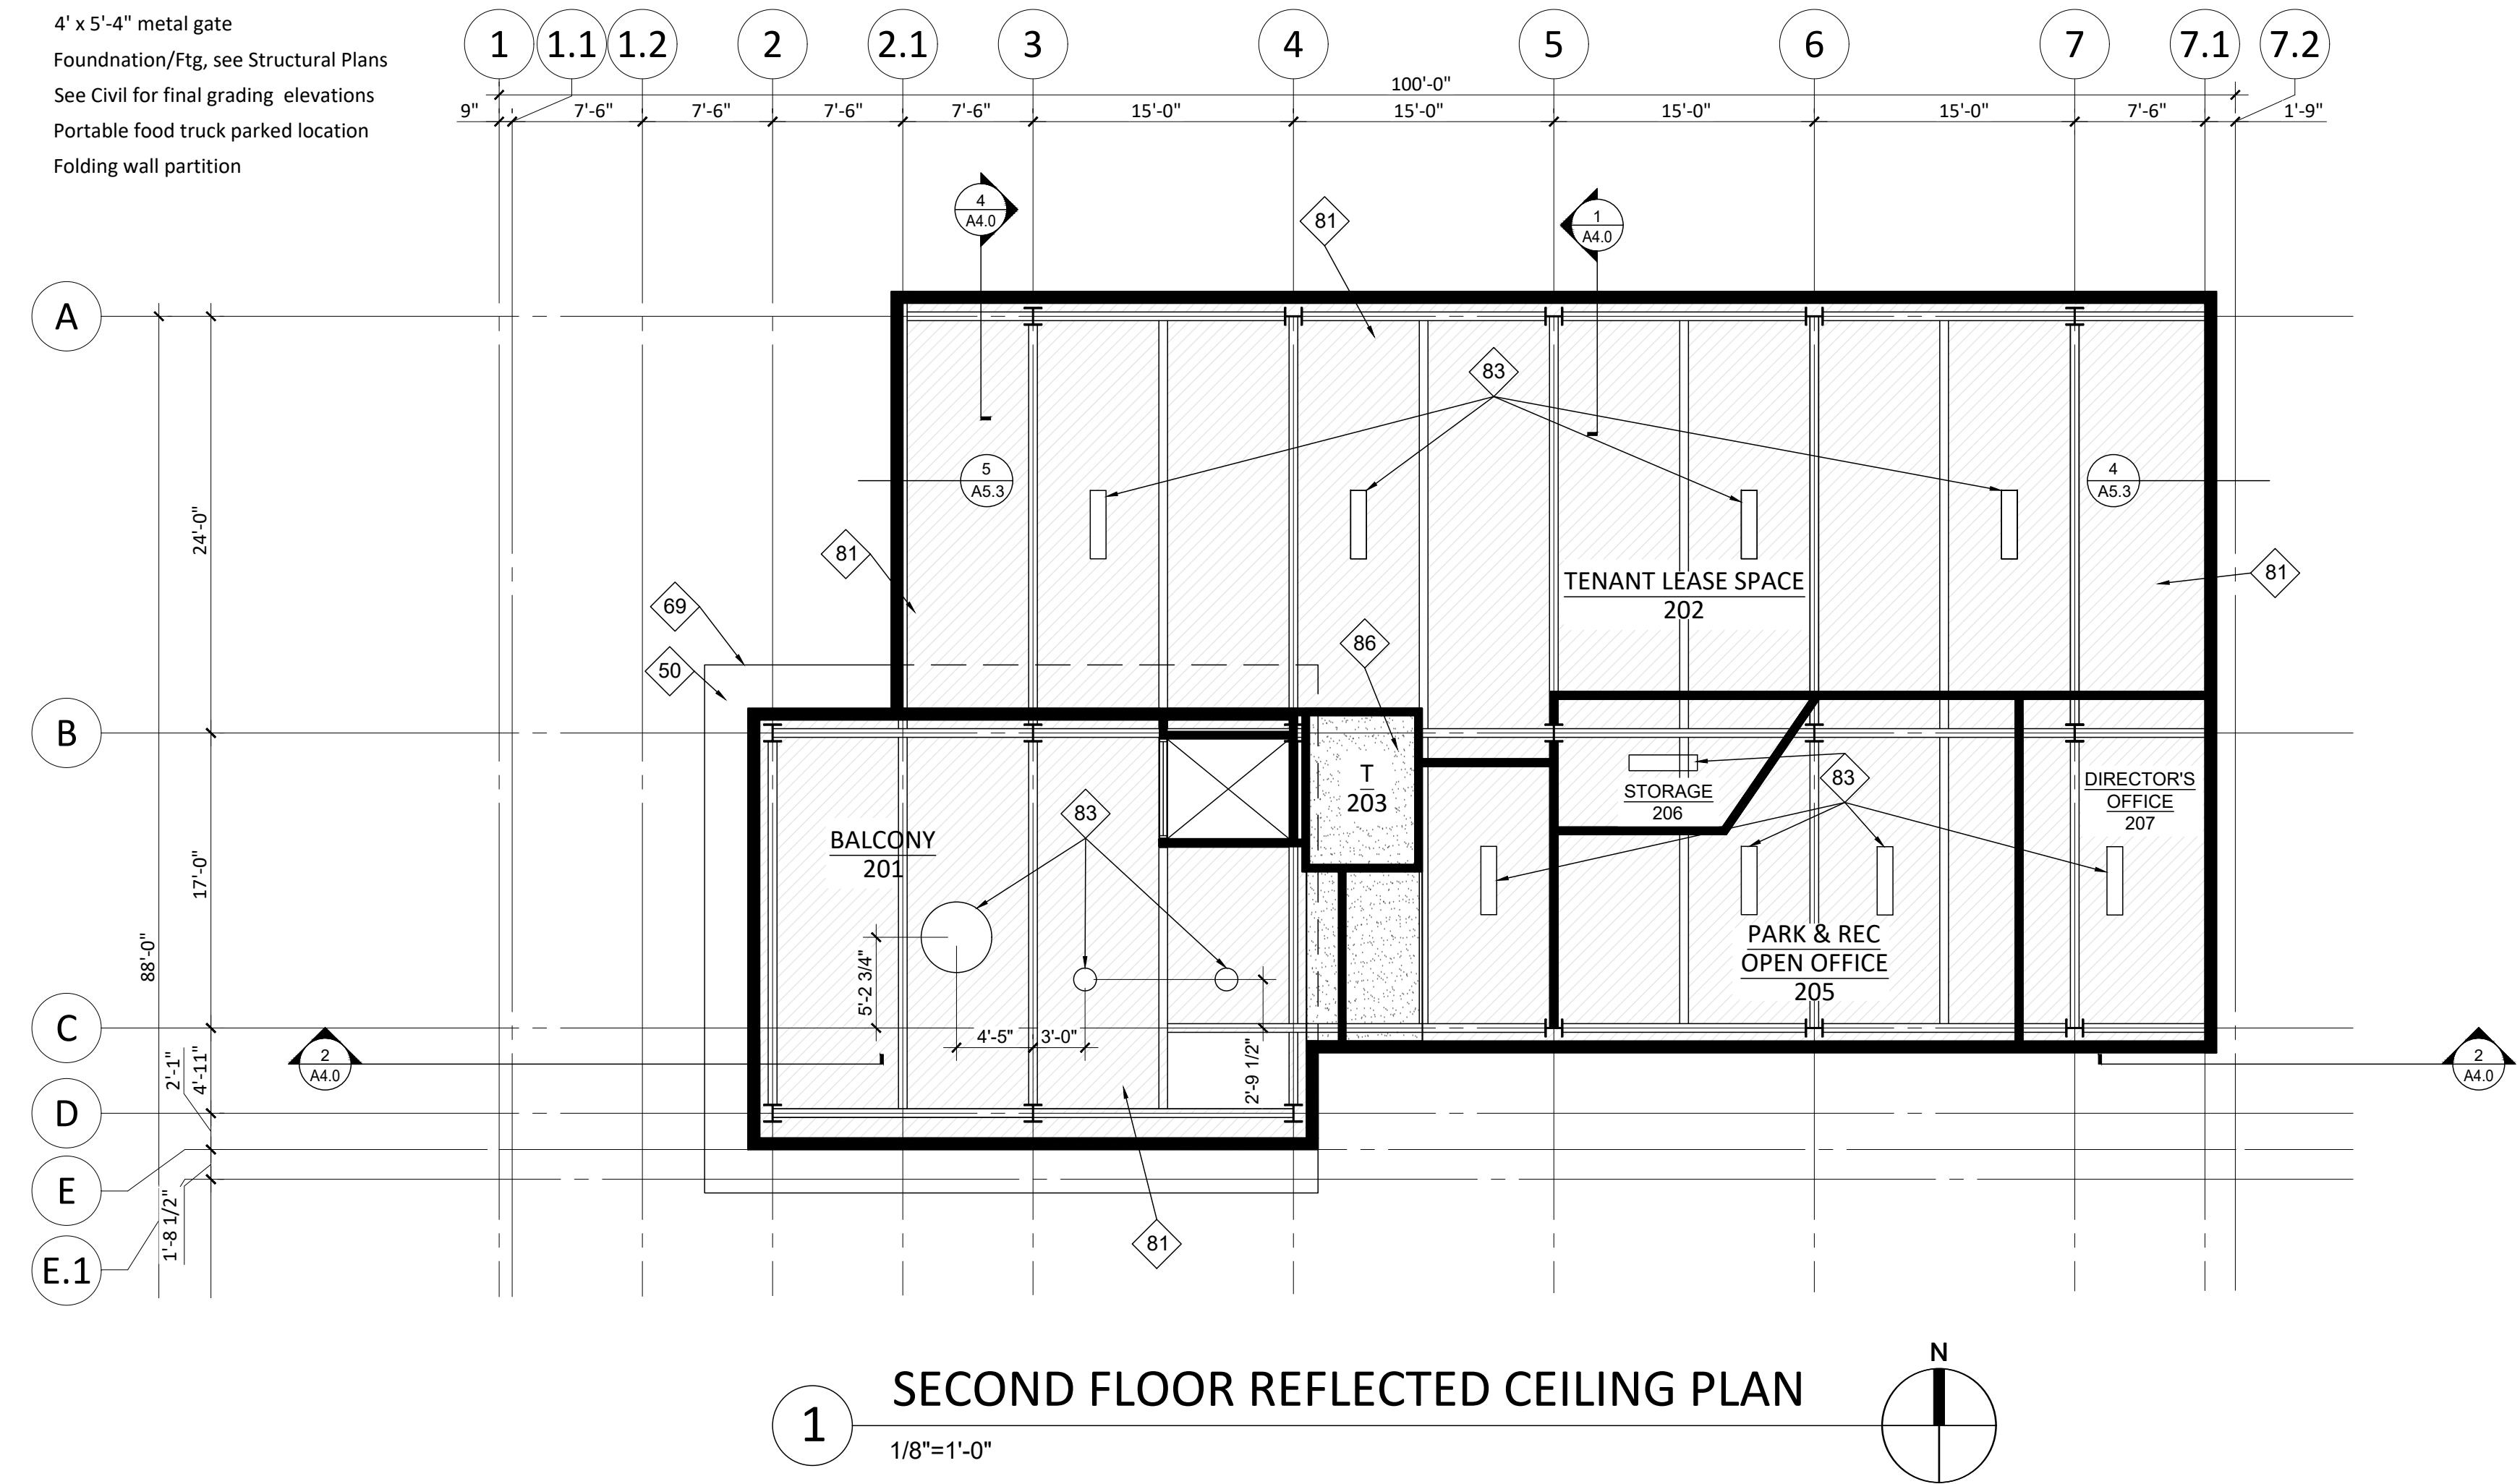 4' x 5'-4" metal gate
Foundnation/Ftg, see Structural Plans
See Civil for final grading elevations
Portable food truck parked location
Folding wall partition
1 1.1 1.2 2 2.1 3 4 5 6 7 7.1 7.2
100'-0"
9" 7'-6" 7'-6" 7'-6" 7'-6" 15'-0" 15'-0" 15'-0" 15'-0" 7'-6" 1'-9"
4
A4.0
81
1
A4.0
A
83
5
A5.3
4
A5.3
24'-0"
81
81
TENANT LEASE SPACE
202
69
86
50
B
T
203
83
STORAGE
206
DIRECTOR'S
OFFICE
207
83
BALCONY
201
17'-0"
88'-0"
5'-2 3/4"
PARK & REC
OPEN OFFICE
205
C
4'-5" 3'-0"
2
A4.0
2'-1"
4'-11"
2'-9 1/2"
2
A4.0
D
E
1'-8 1/2"
81
E.1
N
SECOND FLOOR REFLECTED CEILING PLAN
1
1/8"=1'-0"